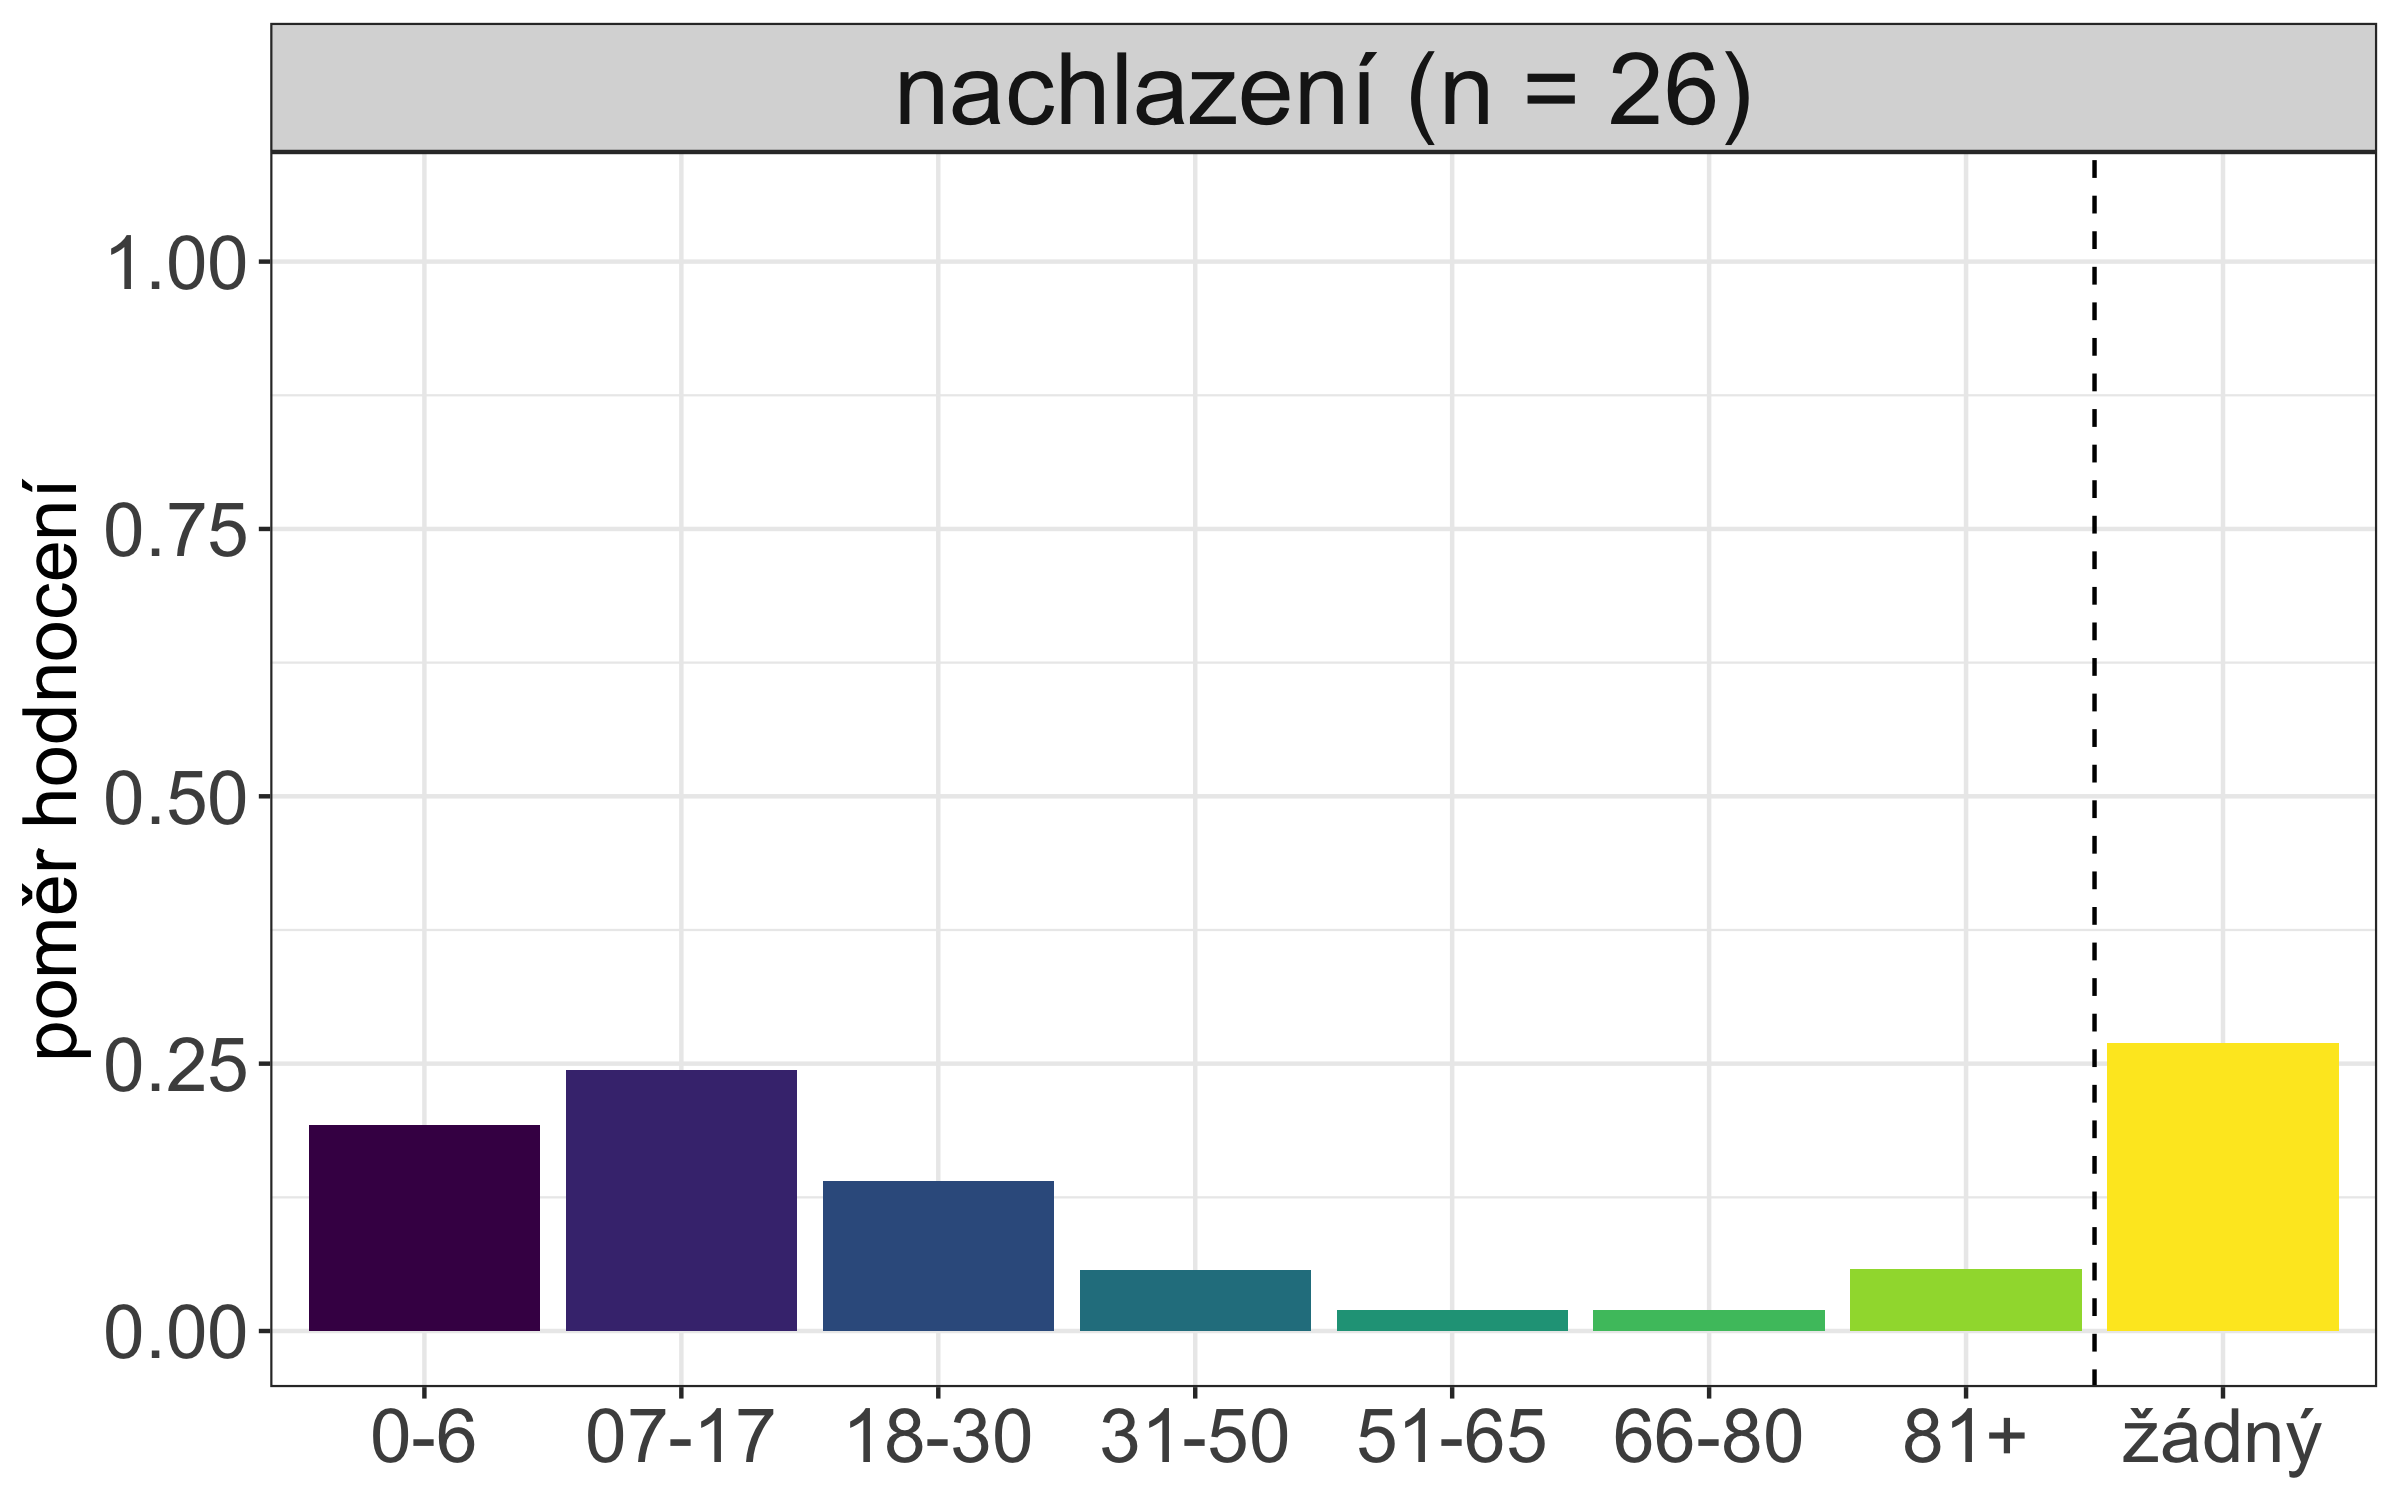 nachlazení (n = 26)
poměr hodnocení
1.00
0.75
0.50
0.25
0.00
0-6 07-17 18-30 31-50 51-65 66-80 81+ žádný